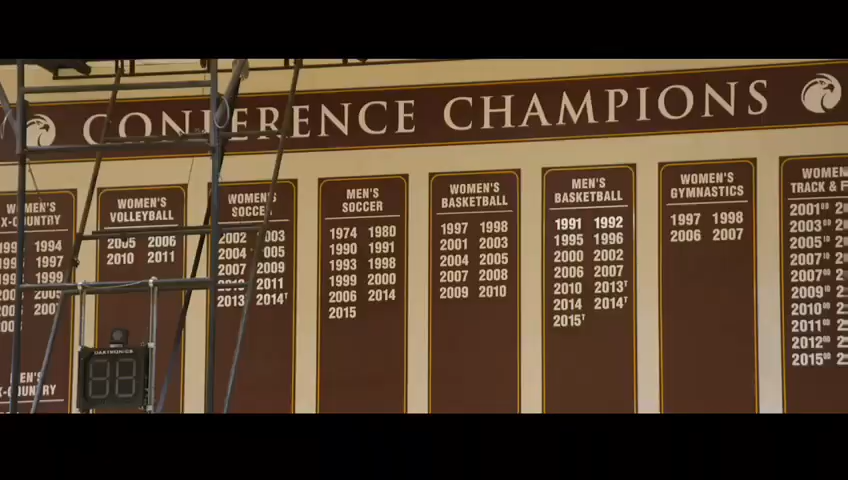 CONFERENCE CHAMPIONS
WOMEN'S
X-COUNTRY
1994
1997
MEN'S
X-COUNTRY
WOMEN'S
VOLLEYBALL
2005 2006
2010 2011
DAKTRONICS
WOMEN'S
SOCCER
2002 2003
2004 2005
2007 2009
2010 2011
2013 2014T
MEN'S
SOCCER
1974 1980
1990 1991
1993 1998
1999 2000
2006 2014
2015
WOMEN'S
BASKETBALL
1997 1998
2001 2003
2004 2005
2007 2008
2009 2010
MEN'S
BASKETBALL
1991 1992
1995 1996
2000 2002
2006 2007
2010 2013T
2014 2014T
2015T
WOMEN'S
GYMNASTICS
1997 1998
2006 2007
WOMEN
TRACK & F
2001
2003
2005
2007
2007
2009
2010
2011
2012
2015